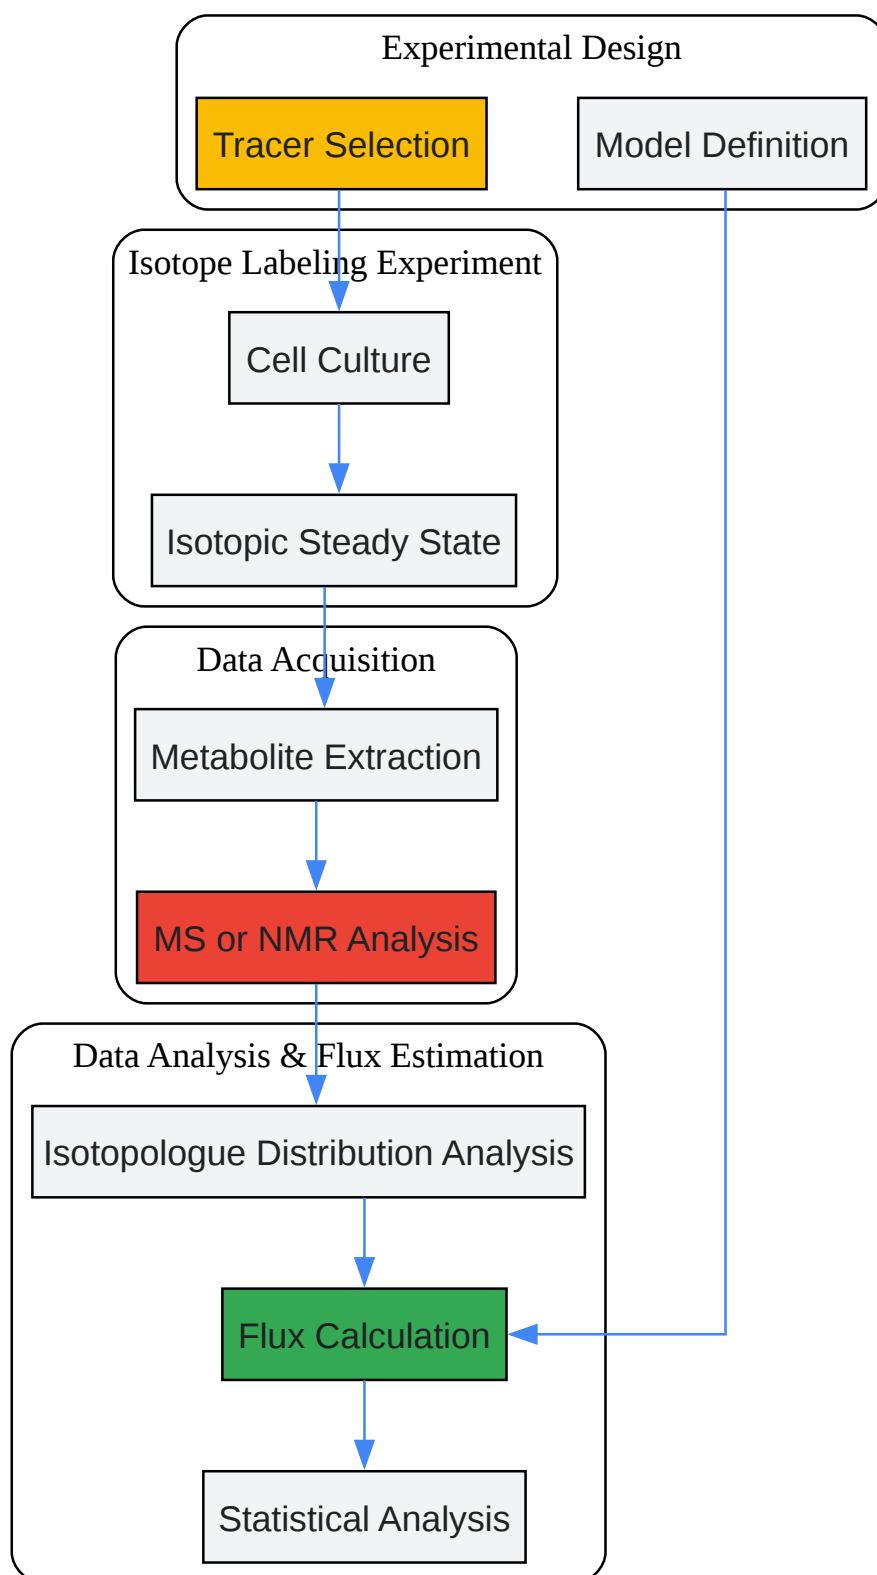 Experimental Design
Tracer Selection
Model Definition
Isotope Labeling Experiment
Cell Culture
Isotopic Steady State
Data Acquisition
Metabolite Extraction
MS or NMR Analysis
Data Analysis & Flux Estimation
Isotopologue Distribution Analysis
Flux Calculation
Statistical Analysis